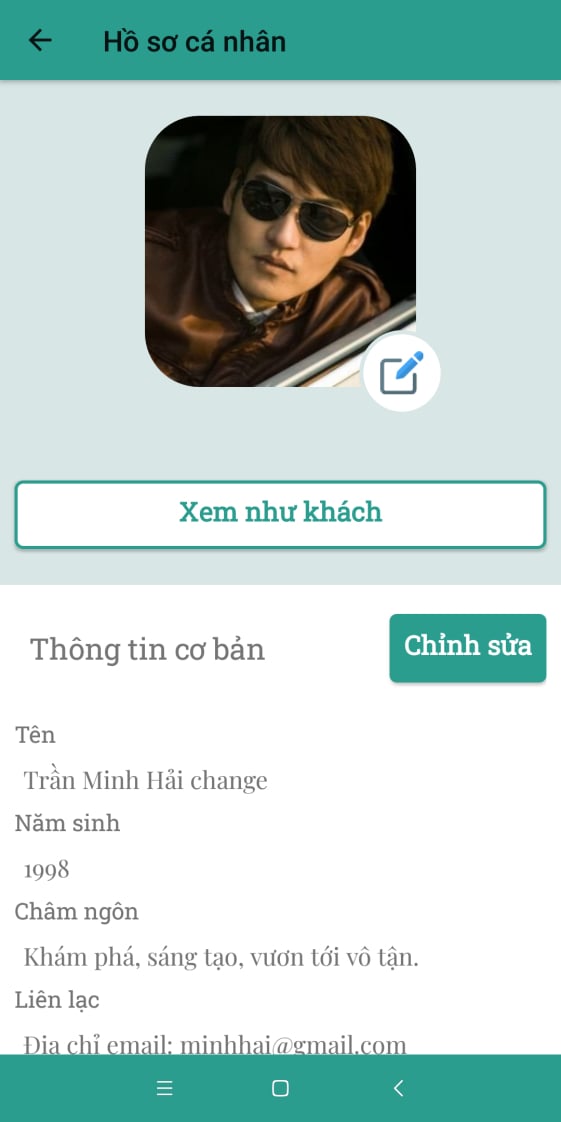 Hồ sơ cá nhân
Xem như khách
Thông tin cơ bản
Chỉnh sửa
Tên
Trần Minh Hải change
Năm sinh
1998
Châm ngôn
Khám phá, sáng tạo, vươn tới vô tận.
Liên lạc
Địa chỉ email: minhhai@gmail.com